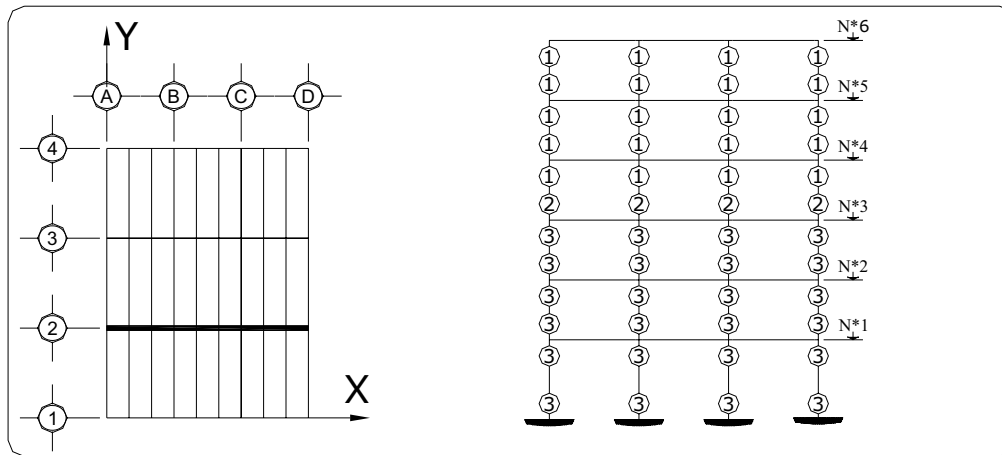 Y
A B C D
4
3
2
1
X
N*6
1 1 1 1
1 1 1 1
N*5
1 1 1 1
1 1 1 1
N*4
1 1 1 1
2 2 2 2
N*3
3 3 3 3
3 3 3 3
N*2
3 3 3 3
3 3 3 3
N*1
3 3 3 3
3 3 3 3